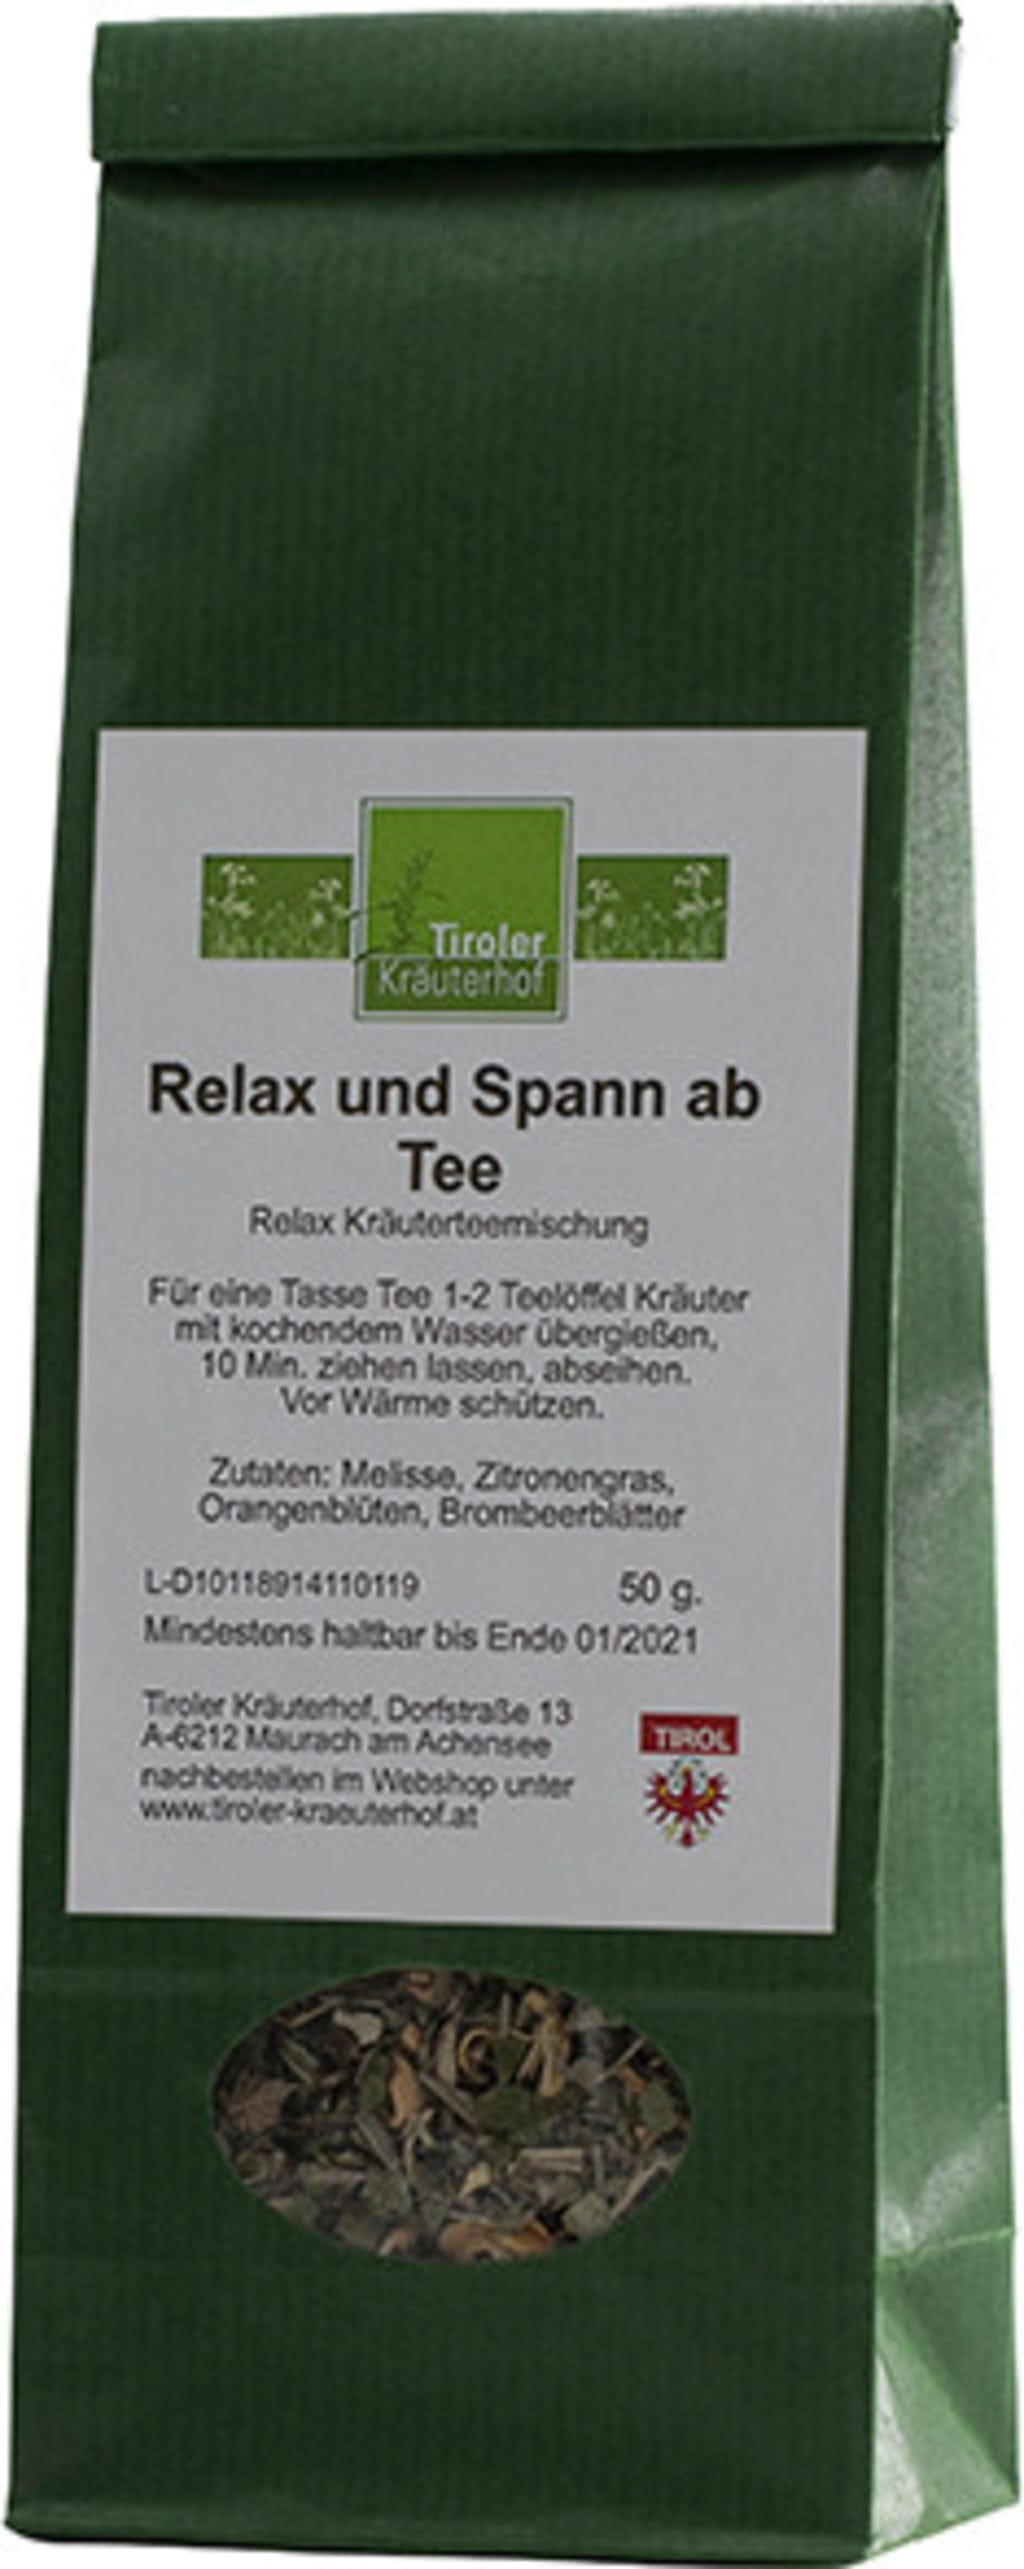 Tiroler
Kräuterhof
Relax und Spann ab
Tee
Relax Kräuterteemischung
Für eine Tasse Tee 1-2 Teelöffel Kräuter
mit kochendem Wasser übergießen,
10 Min. ziehen lassen, abseihen.
Vor Wärme schützen.
Zutaten: Melisse, Zitronengras,
Orangenblüten, Brombeerblätter
L-D10118914110119 50 g.
Mindestens haltbar bis Ende 01/2021
Tiroler Kräuterhof, Dorfstraße 13
A-6212 Maurach am Achensee
nachbestellen im Webshop unter
www.tiroler-kraeuterhof.at
TIROL